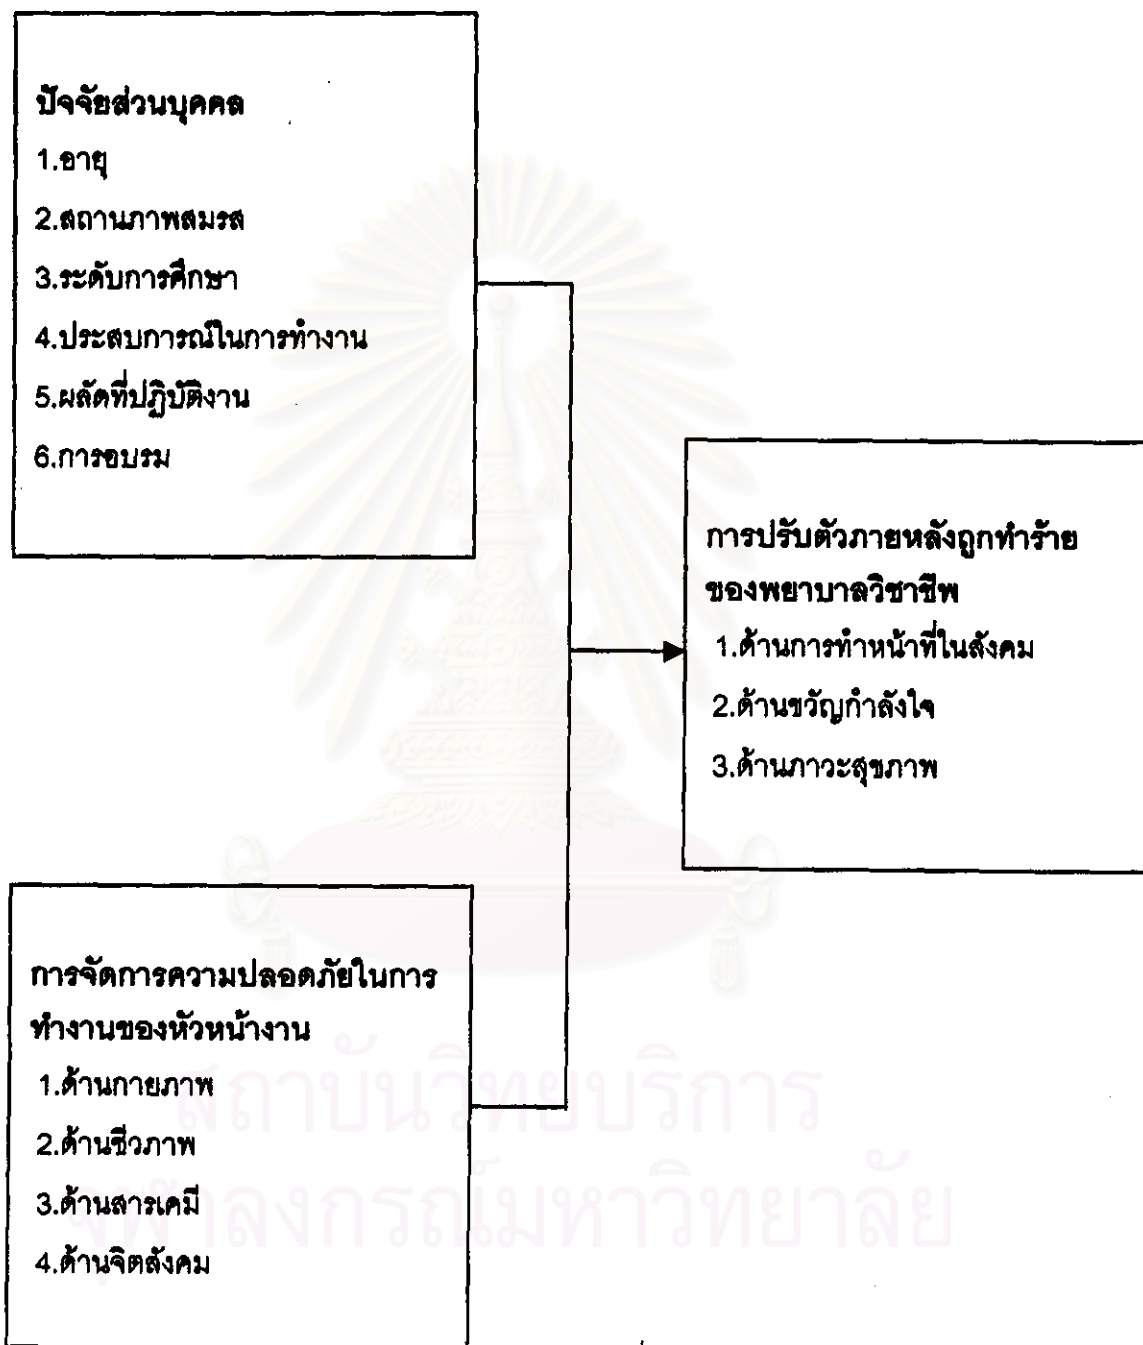 ปัจจัยส่วนบุคคล
1.อายุ
2.สถานภาพสมรส
3.ระดับการศึกษา
4.ประสบการณ์ในการทำงาน
5.ผลัดที่ปฏิบัติงาน
6.การอบรม
การปรับตัวภายหลังถูกทำร้าย
ของพยาบาลวิชาชีพ
1.ด้านการทำหน้าที่ในสังคม
2.ด้านขวัญกำลังใจ
3.ด้านภาวะสุขภาพ
การจัดการความปลอดภัยในการ
ทำงานของหัวหน้างาน
1.ด้านกายภาพ
2.ด้านชีวภาพ
3.ด้านสารเคมี
4.ด้านจิตสังคม
สถาบันวิทยบริการ
จุฬาลงกรณ์มหาวิทยาลัย